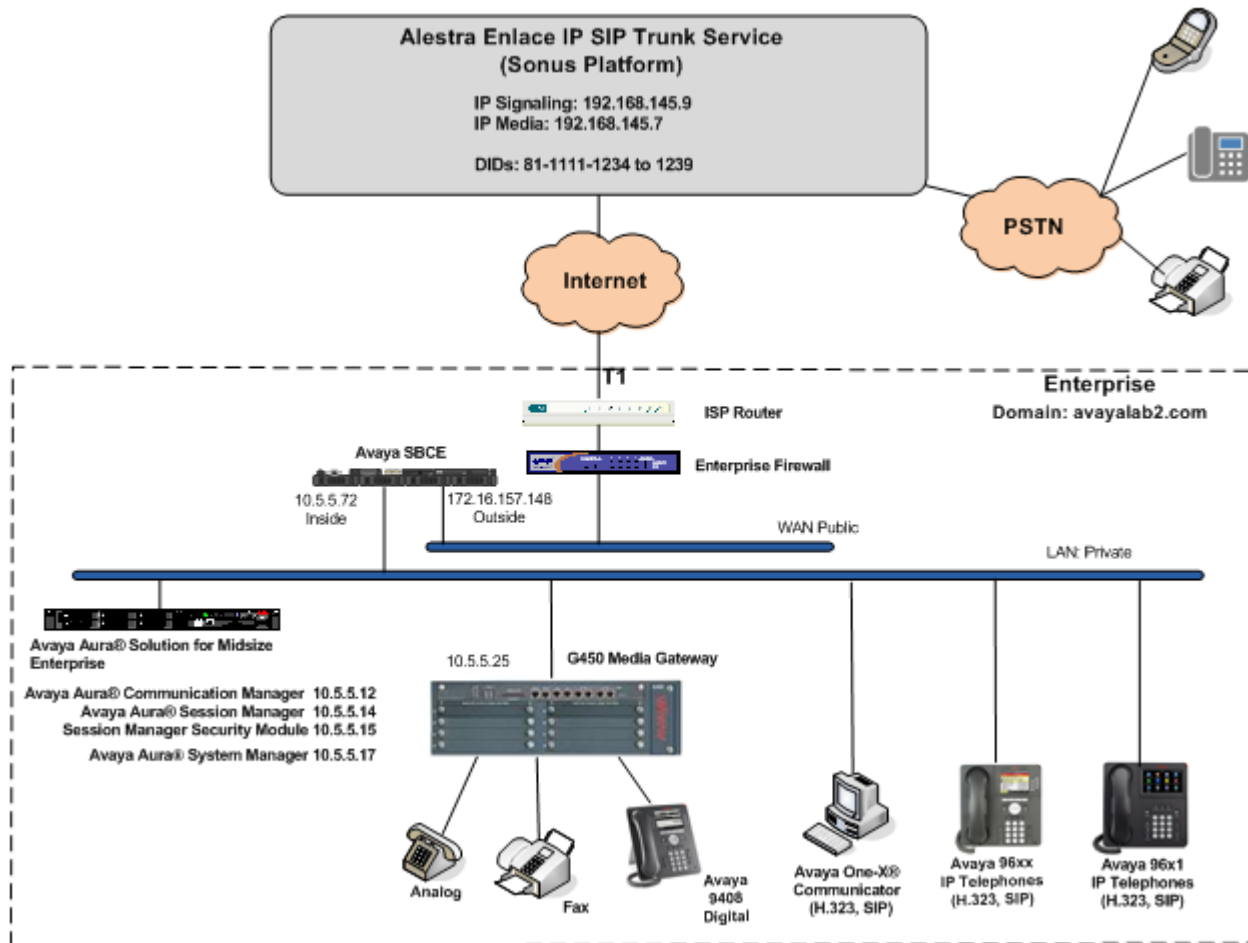 Alestra Enlace IP SIP Trunk Service
(Sonus Platform)
IP Signaling: 192.168.145.9
IP Media: 192.168.145.7
DIDs: 81-1111-1234 to 1239
PSTN
Internet
T1
Enterprise
Domain: avayalab2.com
ISP Router
Avaya SBCE
Enterprise Firewall
10.5.5.72
Inside
172.16.157.148
Outside
WAN Public
LAN: Private
Avaya Aura® Solution for Midsize
Enterprise
10.5.5.25
G450 Media Gateway
Avaya Aura® Communication Manager 10.5.5.12
Avaya Aura® Session Manager 10.5.5.14
Session Manager Security Module 10.5.5.15
Avaya Aura® System Manager 10.5.5.17
AVAYA
Analog
Fax
Avaya
9408
Digital
Avaya One-X®
Communicator
(H.323, SIP)
Avaya 96xx
IP Telephones
(H.323, SIP)
Avaya 96x1
IP Telephones
(H.323, SIP)